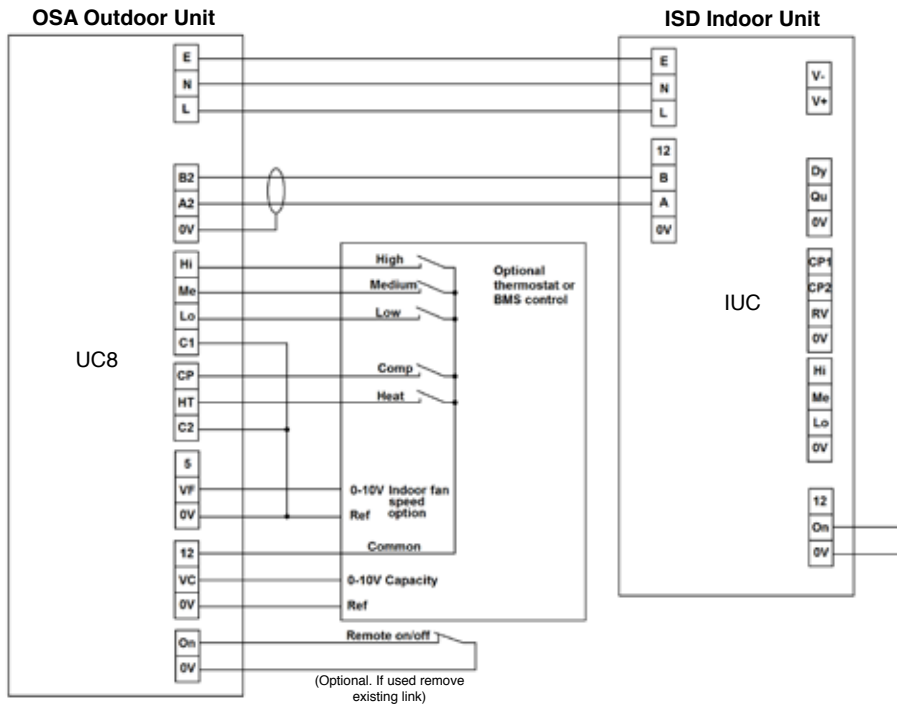 OSA Outdoor Unit
ISD Indoor Unit
E
N
L
B2
A2
0V
Hi
Me
Lo
C1
CP
HT
C2
5
VF
0V
12
VC
0V
On
0V
UC8
High
Medium
Low
Comp
Heat
Optional
thermostat or
BMS control
0-10V Indoor fan
speed
option
Ref
Common
0-10V Capacity
Ref
Remote on/off
(Optional. If used remove
existing link)
E
N
L
12
B
A
0V
IUC
V-
V+
Dy
Qu
0V
CP1
CP2
RV
0V
Hi
Me
Lo
0V
12
On
0V